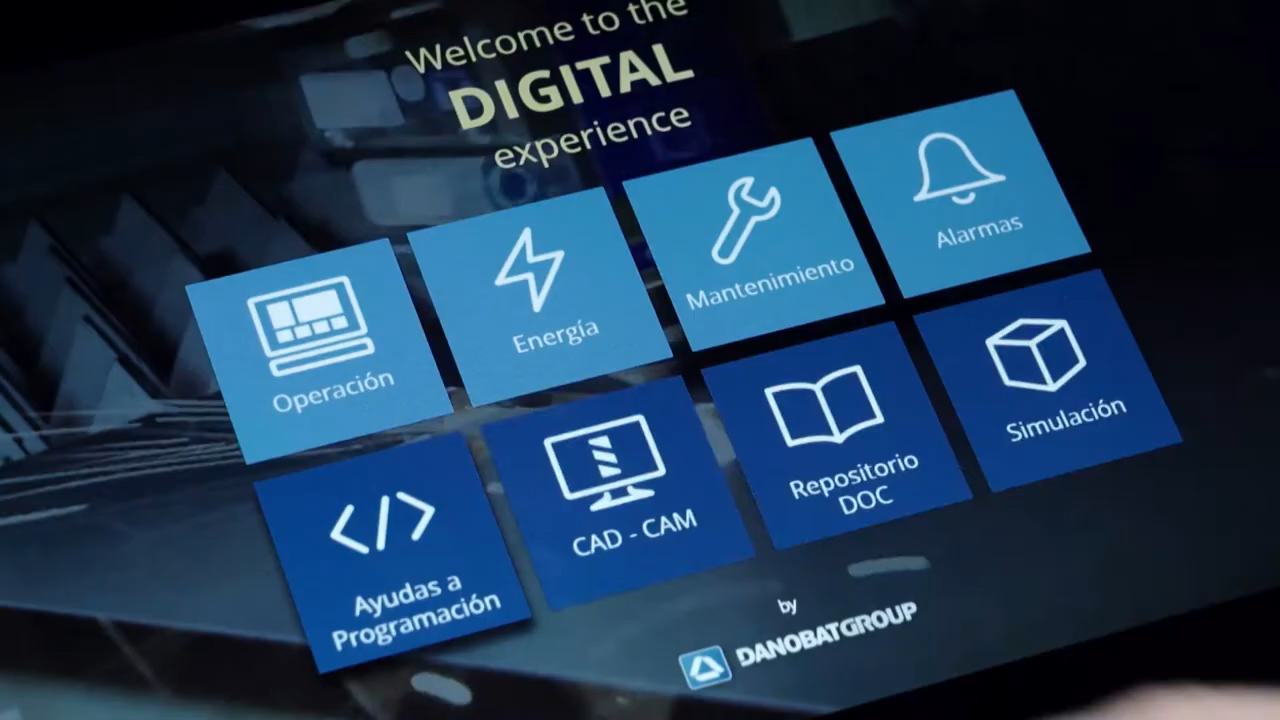 Welcome to the
DIGITAL
experience
Operación
Energía
Mantenimiento
Alarmas
Ayudas a
Programación
CAD - CAM
Repositorio
DOC
Simulación
by
DANOBATGROUP